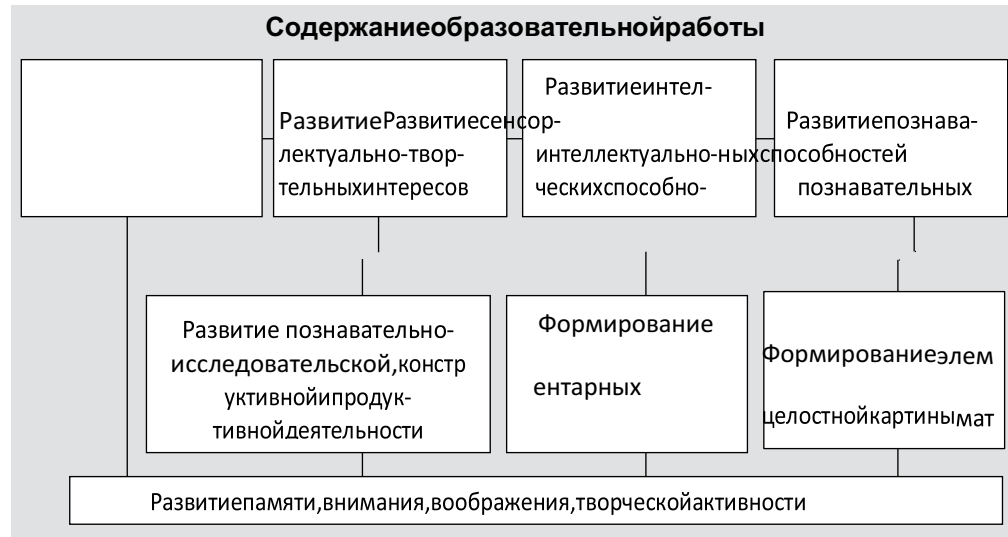 Содержаниеобразовательнойработы
РазвитиеРазвитиесенсор-
лектуально-твор-
тельныхинтересов
Развитиеинтел-
интеллектуально-ныхспособностей
ческихспособно-
Развитиепознава-
познавательных
Развитие познавательно-
исследовательской,констр
уктивнойипродук-
тивнойдеятельности
Формирование
ентарных
Формированиеэлем
целостнойкартинымат
Развитиепамяти,внимания,воображения,творческойактивности